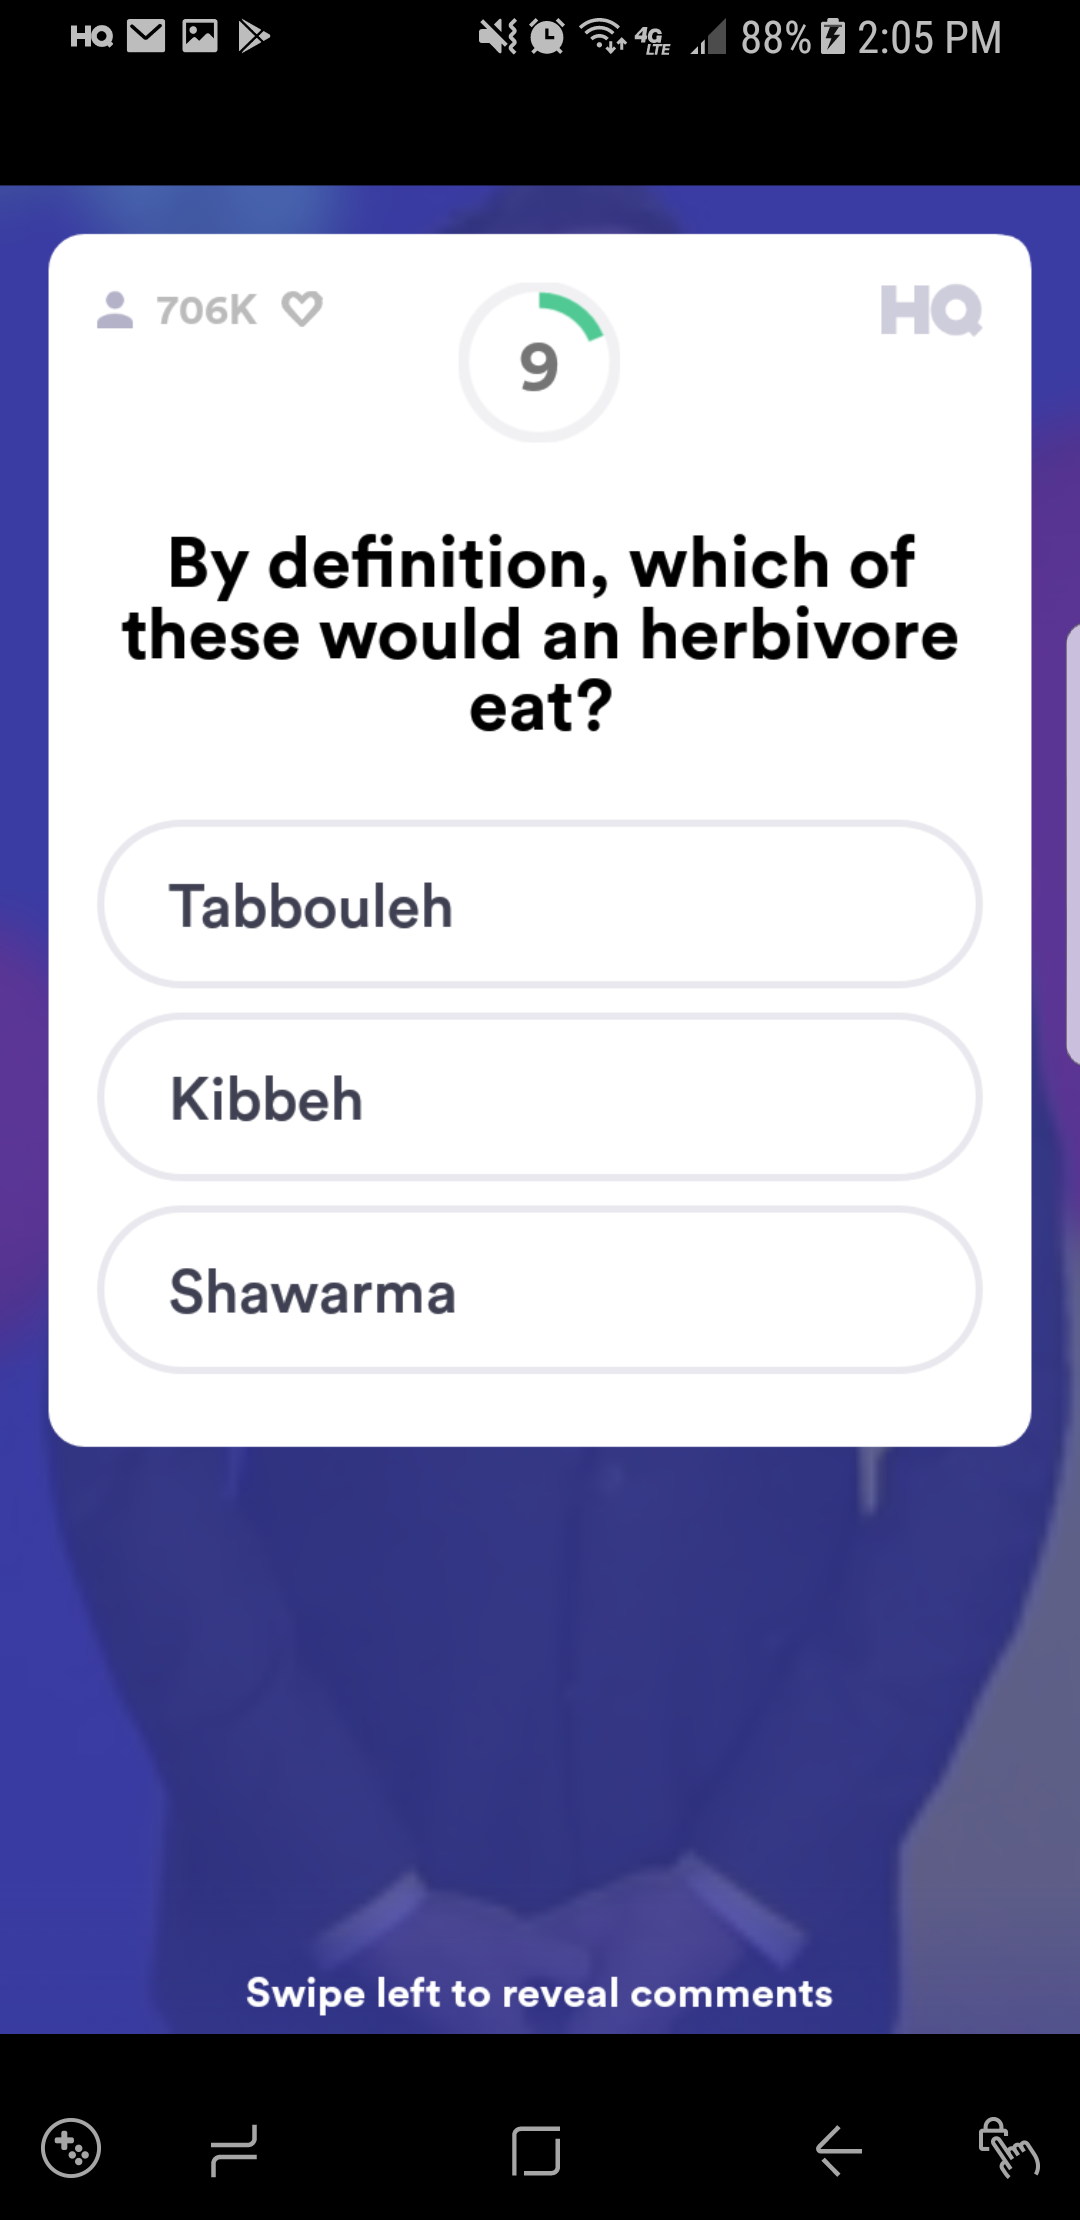 HQ 4G LTE 88% 2:05 PM
706K
9
HQ
By definition, which of
these would an herbivore
eat?
Tabbouleh
Kibbeh
Shawarma
Swipe left to reveal comments